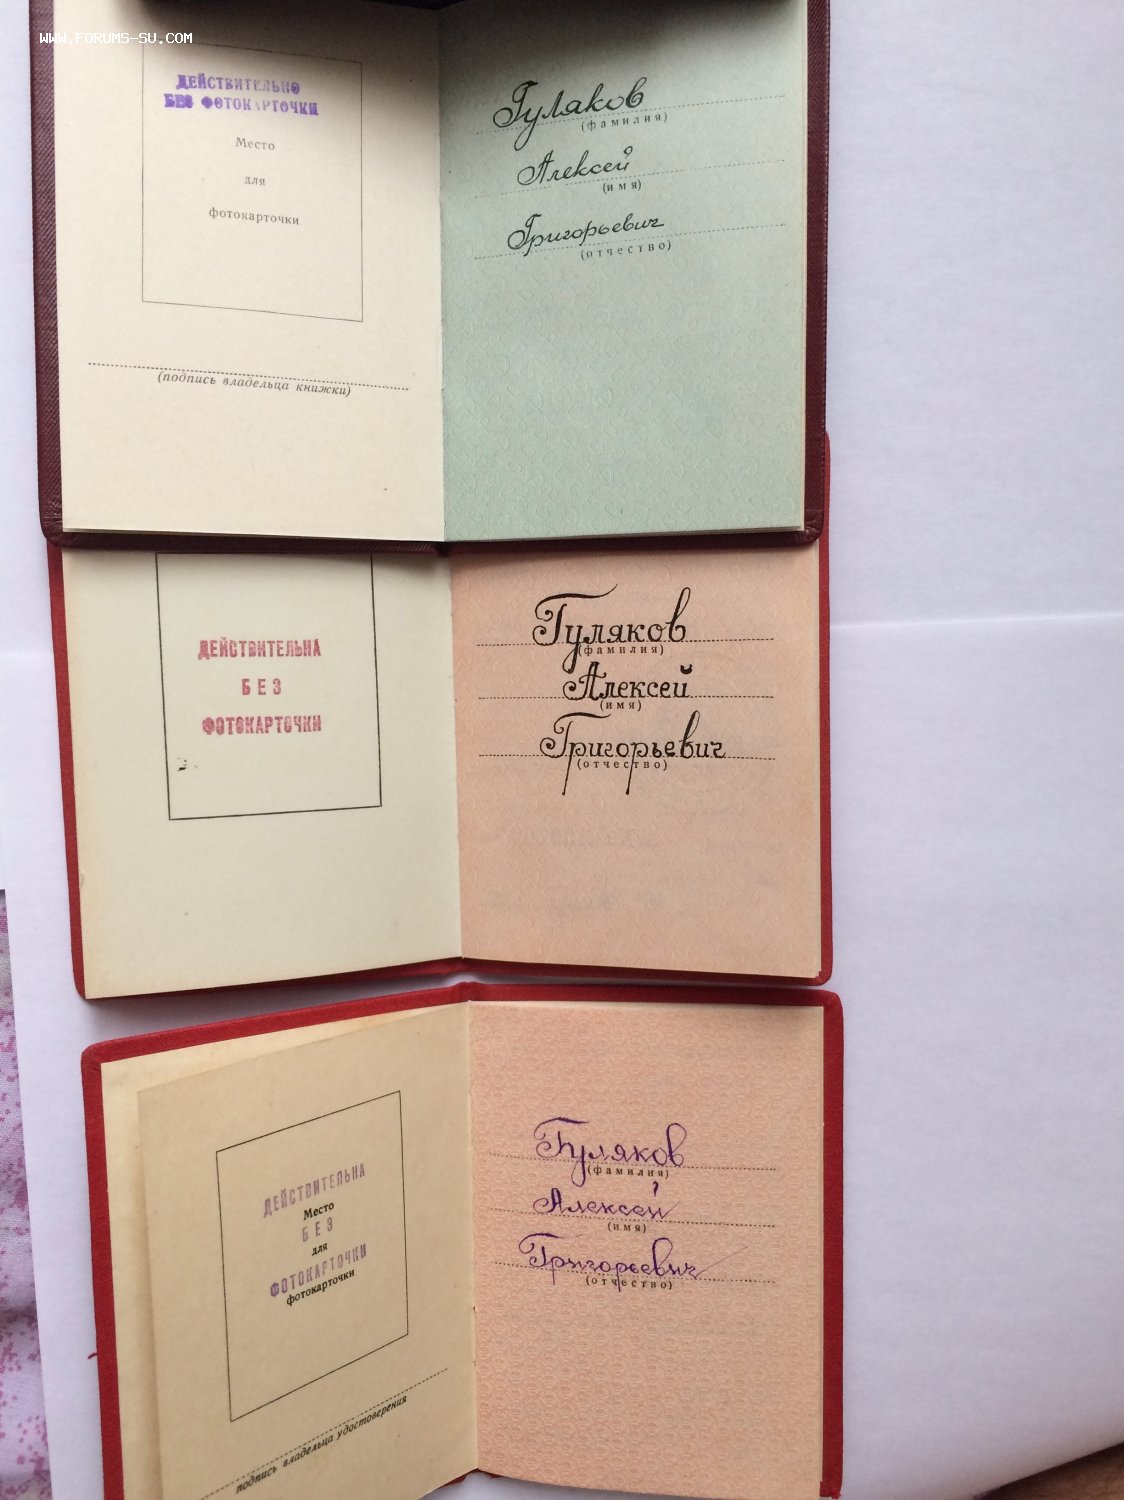 WWW.FORUMS-SU.COM
ДЕЙСТВИТЕЛЬНО
БЕЗ ФОТОКАРТОЧКИ
Место
для
фотокарточки
(подпись владельца книжки)
Гуляков
(фамилия)
Алексей
(имя)
Григорьевич
(отчество)
ДЕЙСТВИТЕЛЬНА
БЕЗ
ФОТОКАРТОЧКИ
Гуляков
(фамилия)
Алексей
(имя)
Григорьевич
(отчество)
ДЕЙСТВИТЕЛЬНА
Место
БЕЗ
для
ФОТОКАРТОЧКИ
фотокарточки
подпись владельца удостоверения
Гуляков
(фамилия)
Алексей
(имя)
Григорьевич
(отчество)